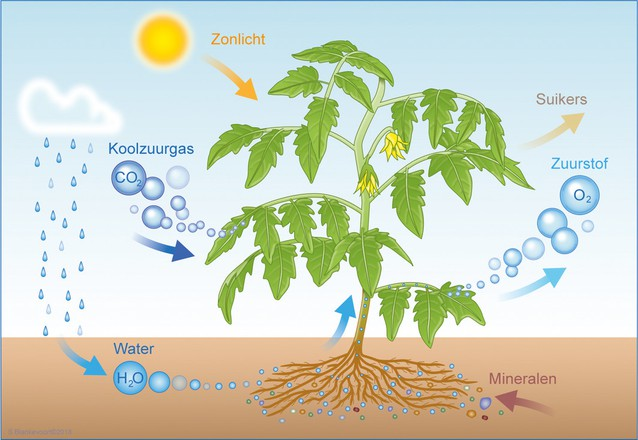 Zonlicht
Koolzuurgas
CO₂
Suikers
Zuurstof
O₂
Water
H₂O
Mineralen